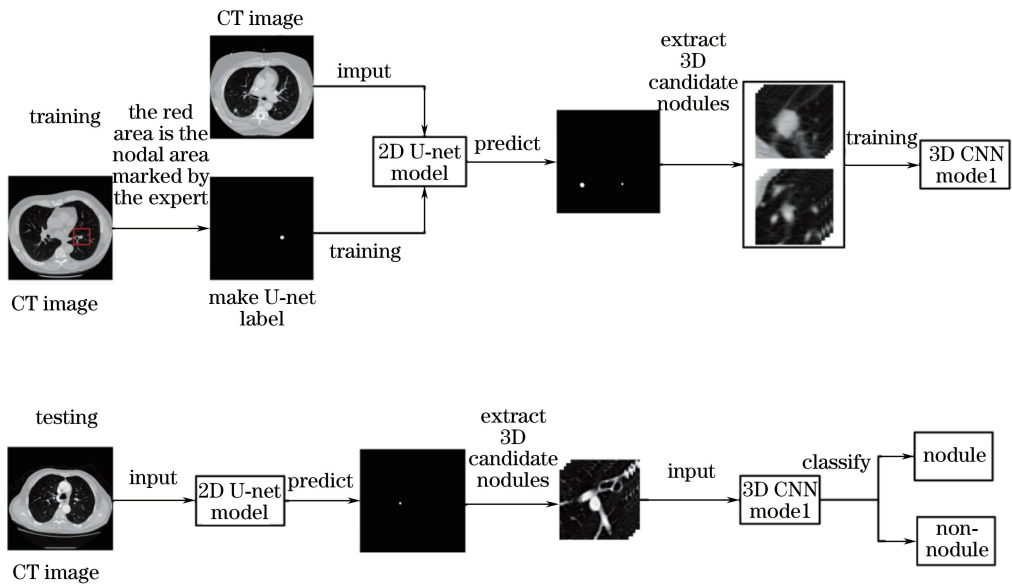 CT image
imput
extract
3D
candidate
nodules
training
the red
area is the
nodal area
marked by
the expert
2D U-net
model
predict
training
3D CNN
mode1
training
CT image
make U-net
label
testing
extract
3D
candidate
nodules
input
2D U-net
model
predict
input
3D CNN
mode1
classify
nodule
non-
nodule
CT image